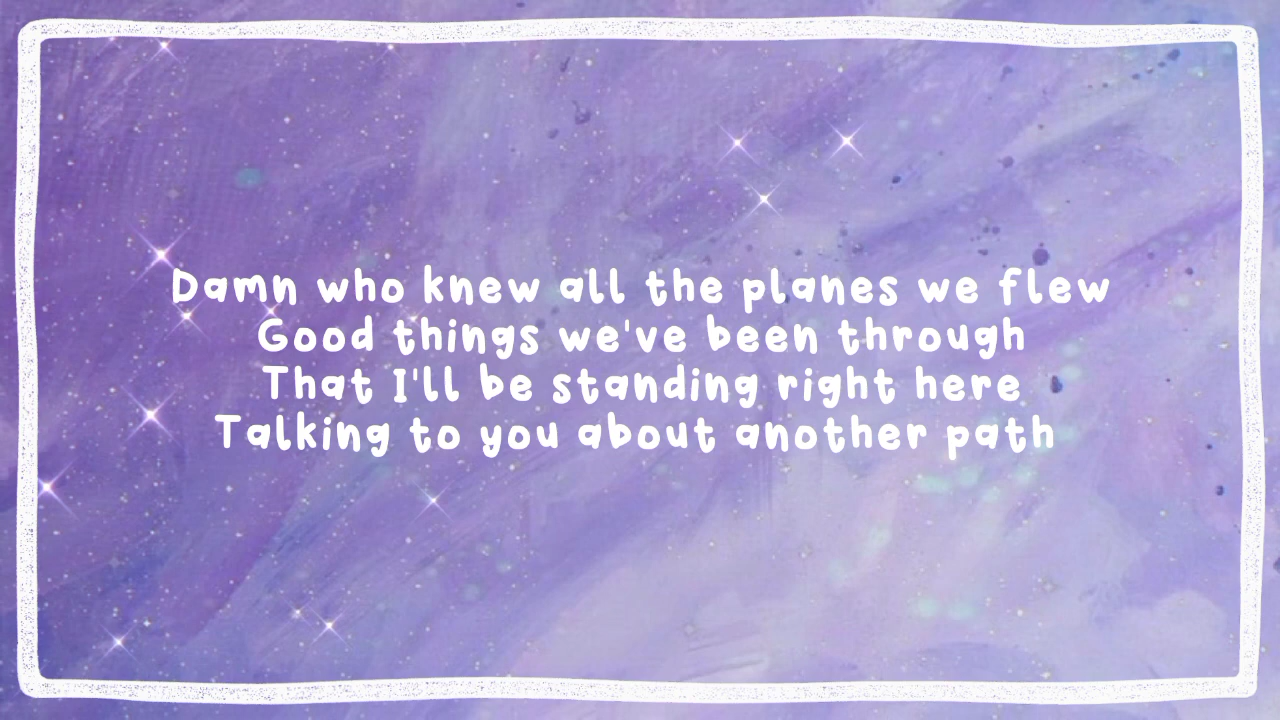 Damn who knew all the planes we flew
Good things we've been through
That I'll be standing right here
Talking to you about another path